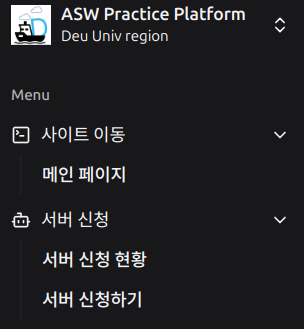 ASW Practice Platform
Deu Univ region
Menu
사이트 이동
메인 페이지
서버 신청
서버 신청 현황
서버 신청하기